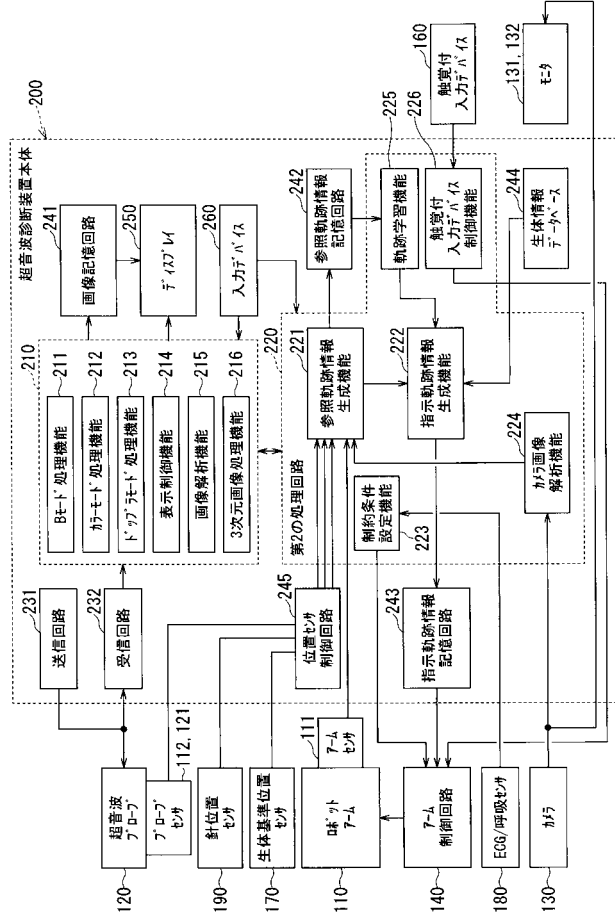 超音波診断装置本体
200
231
送信回路
232
受信回路
210
Bモード処理機能
211
カラーモード処理機能
212
ドップラモード処理機能
213
表示制御機能
214
画像解析機能
215
3次元画像処理機能
216
241
画像記憶回路
250
ディスプレイ
260
入力デバイス
120
超音波
プローブ
プローブ
センサ
112, 121
190
針位置
センサ
170
生体基準位置
センサ
110
ロボット
アーム
111
アーム
センサ
140
アーム
制御回路
180
ECG/呼吸センサ
130
カメラ
245
位置センサ
制御回路
243
指示軌跡情報
記憶回路
第2の処理回路
220
221
参照軌跡情報
生成機能
222
指示軌跡情報
生成機能
制約条件
設定機能
223
224
カメラ画像
解析機能
242
参照軌跡情報
記憶回路
225
軌跡学習機能
226
触覚付
入力デバイス
制御機能
244
生体情報
データベース
160
触覚付
入力デバイス
131, 132
モニタ